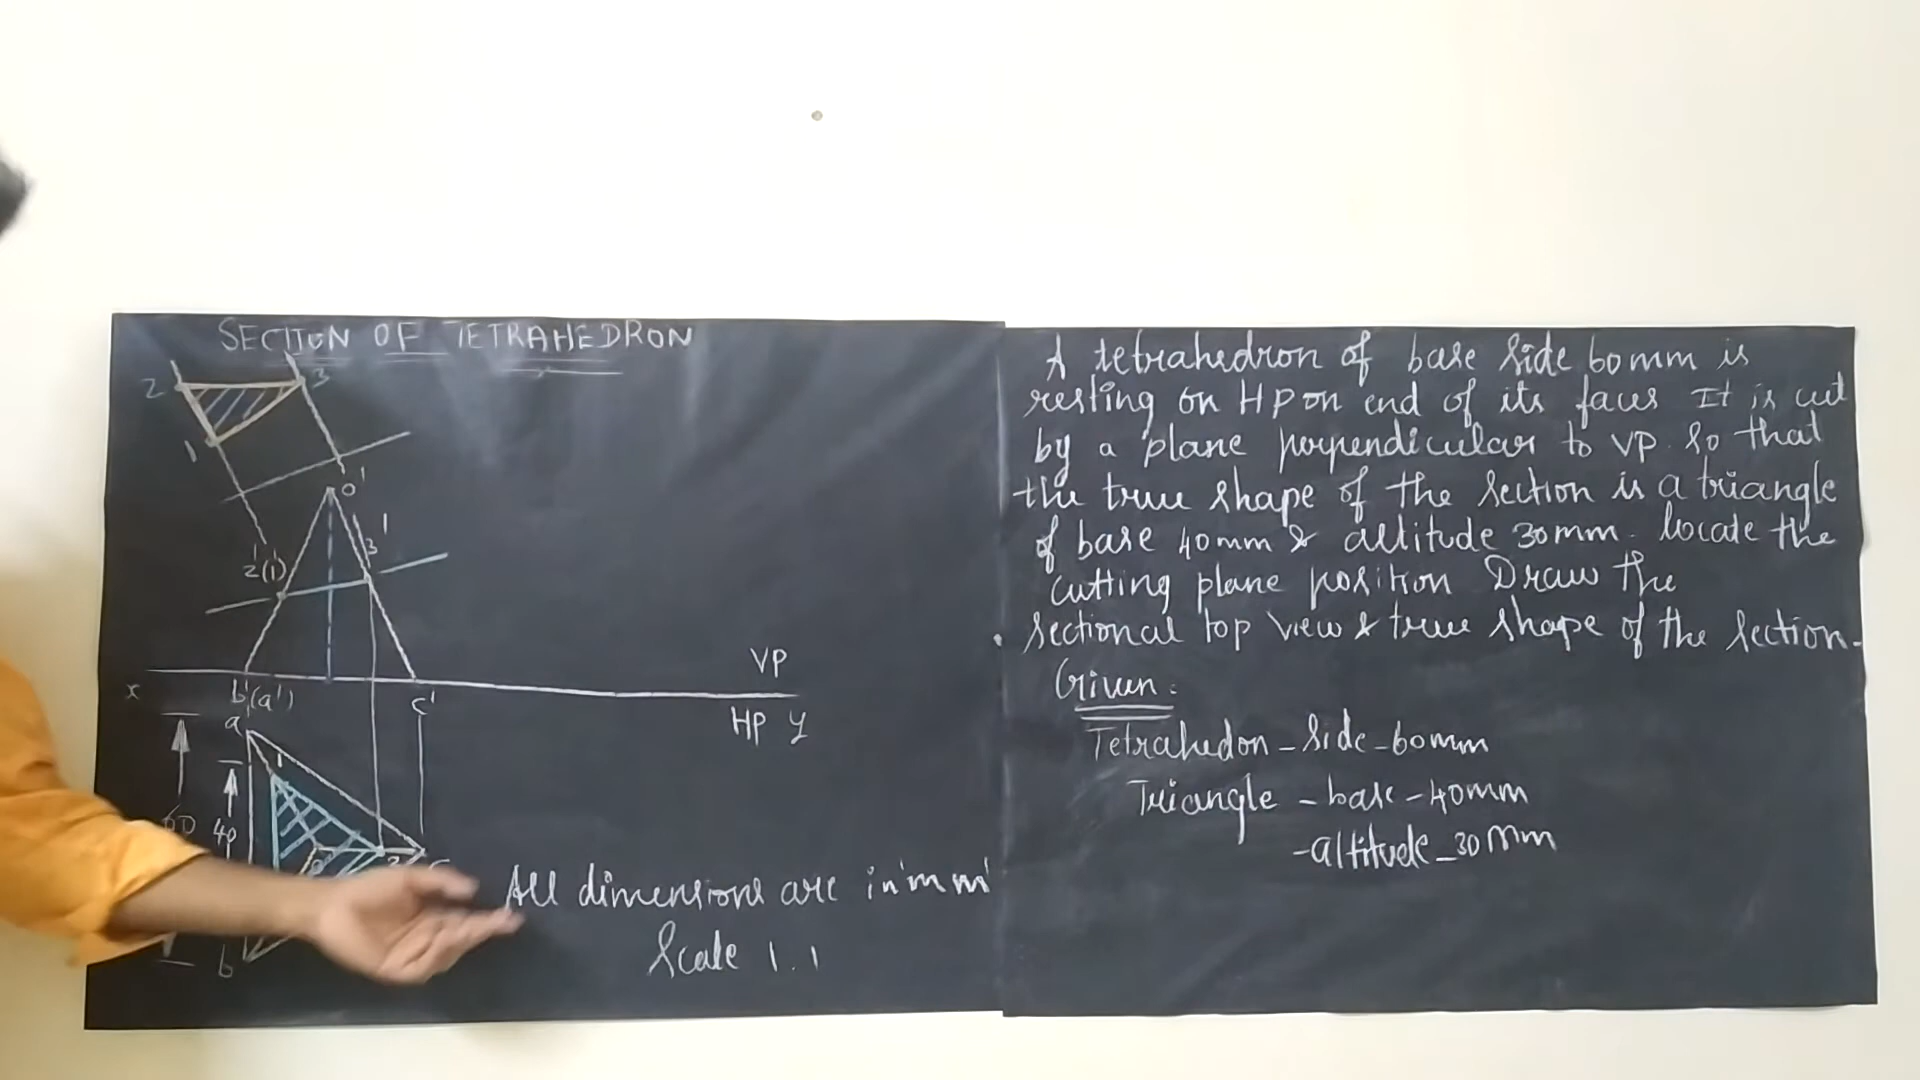 SECTION OF TETRAHEDRON
2
3
1
o'
3'
2'(1')
VP
x
b'(a')
c'
HP y
a
1
60
40
o
3
b
All dimensions are in 'mm'
Scale 1:1
A tetrahedron of base side 60mm is
resting on HP on end of its faces It is cut
by a plane perpendicular to VP. So that
the true shape of the section is a triangle
of base 40mm & altitude 30mm. locate the
cutting plane position Draw the
sectional top view & true shape of the section.
Given:
Tetrahedon - side - 60mm
Triangle - base - 40mm
- altitude - 30mm